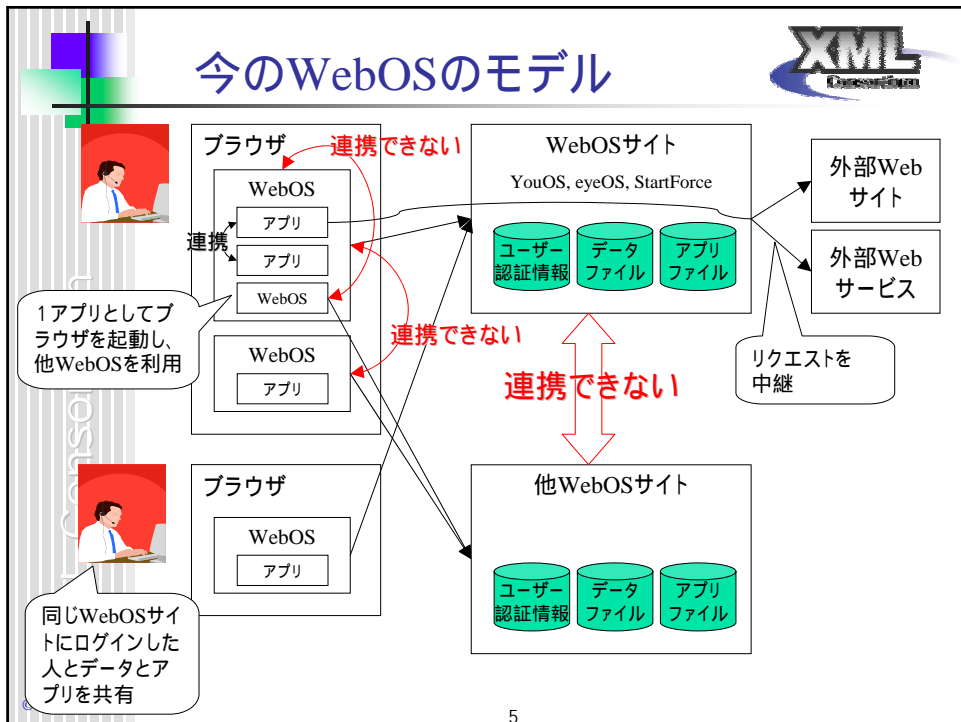 今のWebOSのモデル
XML
Consortium
ブラウザ
連携できない
WebOS
アプリ
連携
アプリ
WebOS
1アプリとしてブ
ラウザを起動し、
他WebOSを利用
WebOS
アプリ
連携できない
WebOSサイト
YouOS, eyeOS, StartForce
ユーザー
認証情報
データ
ファイル
アプリ
ファイル
外部Web
サイト
外部Web
サービス
リクエストを
中継
連携できない
ブラウザ
WebOS
アプリ
同じWebOSサイ
トにログインした
人とデータとア
プリを共有
他WebOSサイト
ユーザー
認証情報
データ
ファイル
アプリ
ファイル
©
5